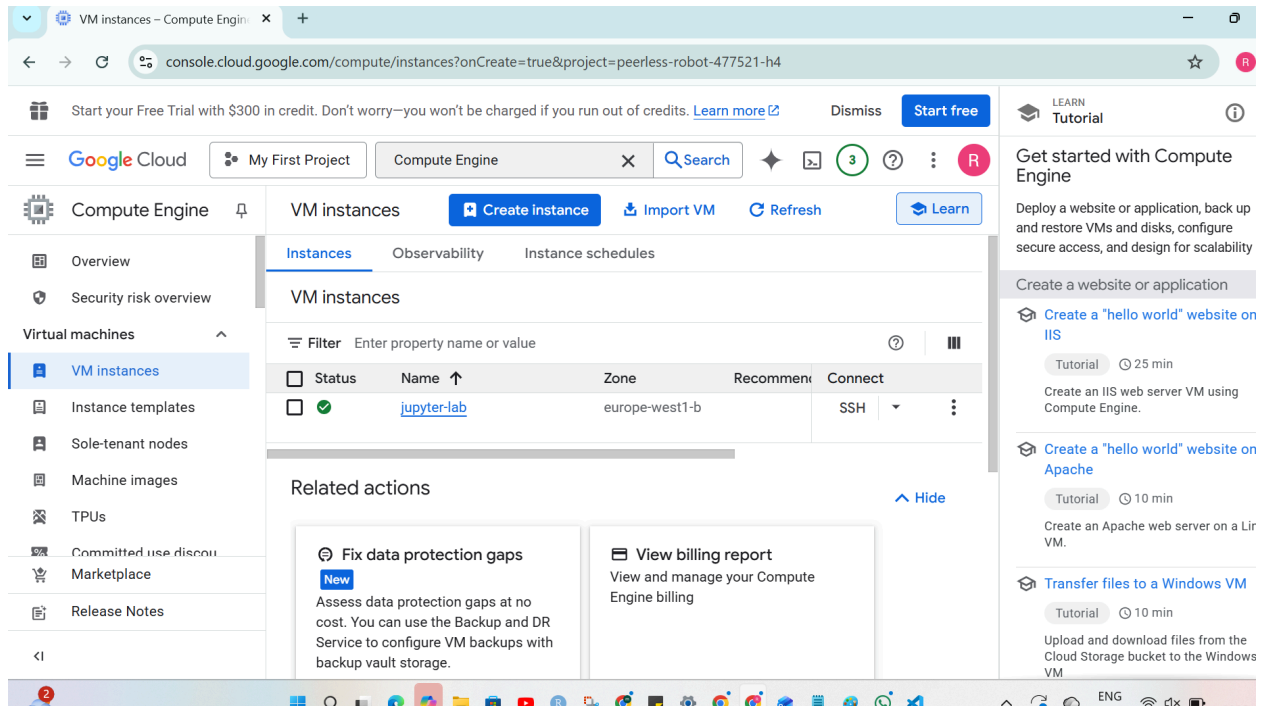 VM instances – Compute Engin
console.cloud.google.com/compute/instances?onCreate=true&project=peerless-robot-477521-h4
R
Start your Free Trial with $300 in credit. Don't worry—you won't be charged if you run out of credits. Learn more
Dismiss
Start free
Google Cloud
My First Project
Compute Engine
Search
3
R
Compute Engine
Overview
Security risk overview
Virtual machines
VM instances
Instance templates
Sole-tenant nodes
Machine images
TPUs
Committed use discou
Marketplace
Release Notes
VM instances
Create instance
Import VM
Refresh
Learn
Instances
Observability
Instance schedules
VM instances
Filter Enter property name or value
Status Name Zone Recommen Connect
jupyter-lab europe-west1-b SSH
Related actions
Hide
Fix data protection gaps
New
Assess data protection gaps at no
cost. You can use the Backup and DR
Service to configure VM backups with
backup vault storage.
View billing report
View and manage your Compute
Engine billing
LEARN
Tutorial
Get started with Compute
Engine
Deploy a website or application, back up
and restore VMs and disks, configure
secure access, and design for scalability
Create a website or application
Create a "hello world" website on
IIS
Tutorial 25 min
Create an IIS web server VM using
Compute Engine.
Create a "hello world" website on
Apache
Tutorial 10 min
Create an Apache web server on a Lin
VM.
Transfer files to a Windows VM
Tutorial 10 min
Upload and download files from the
Cloud Storage bucket to the Windows
VM
2
ENG